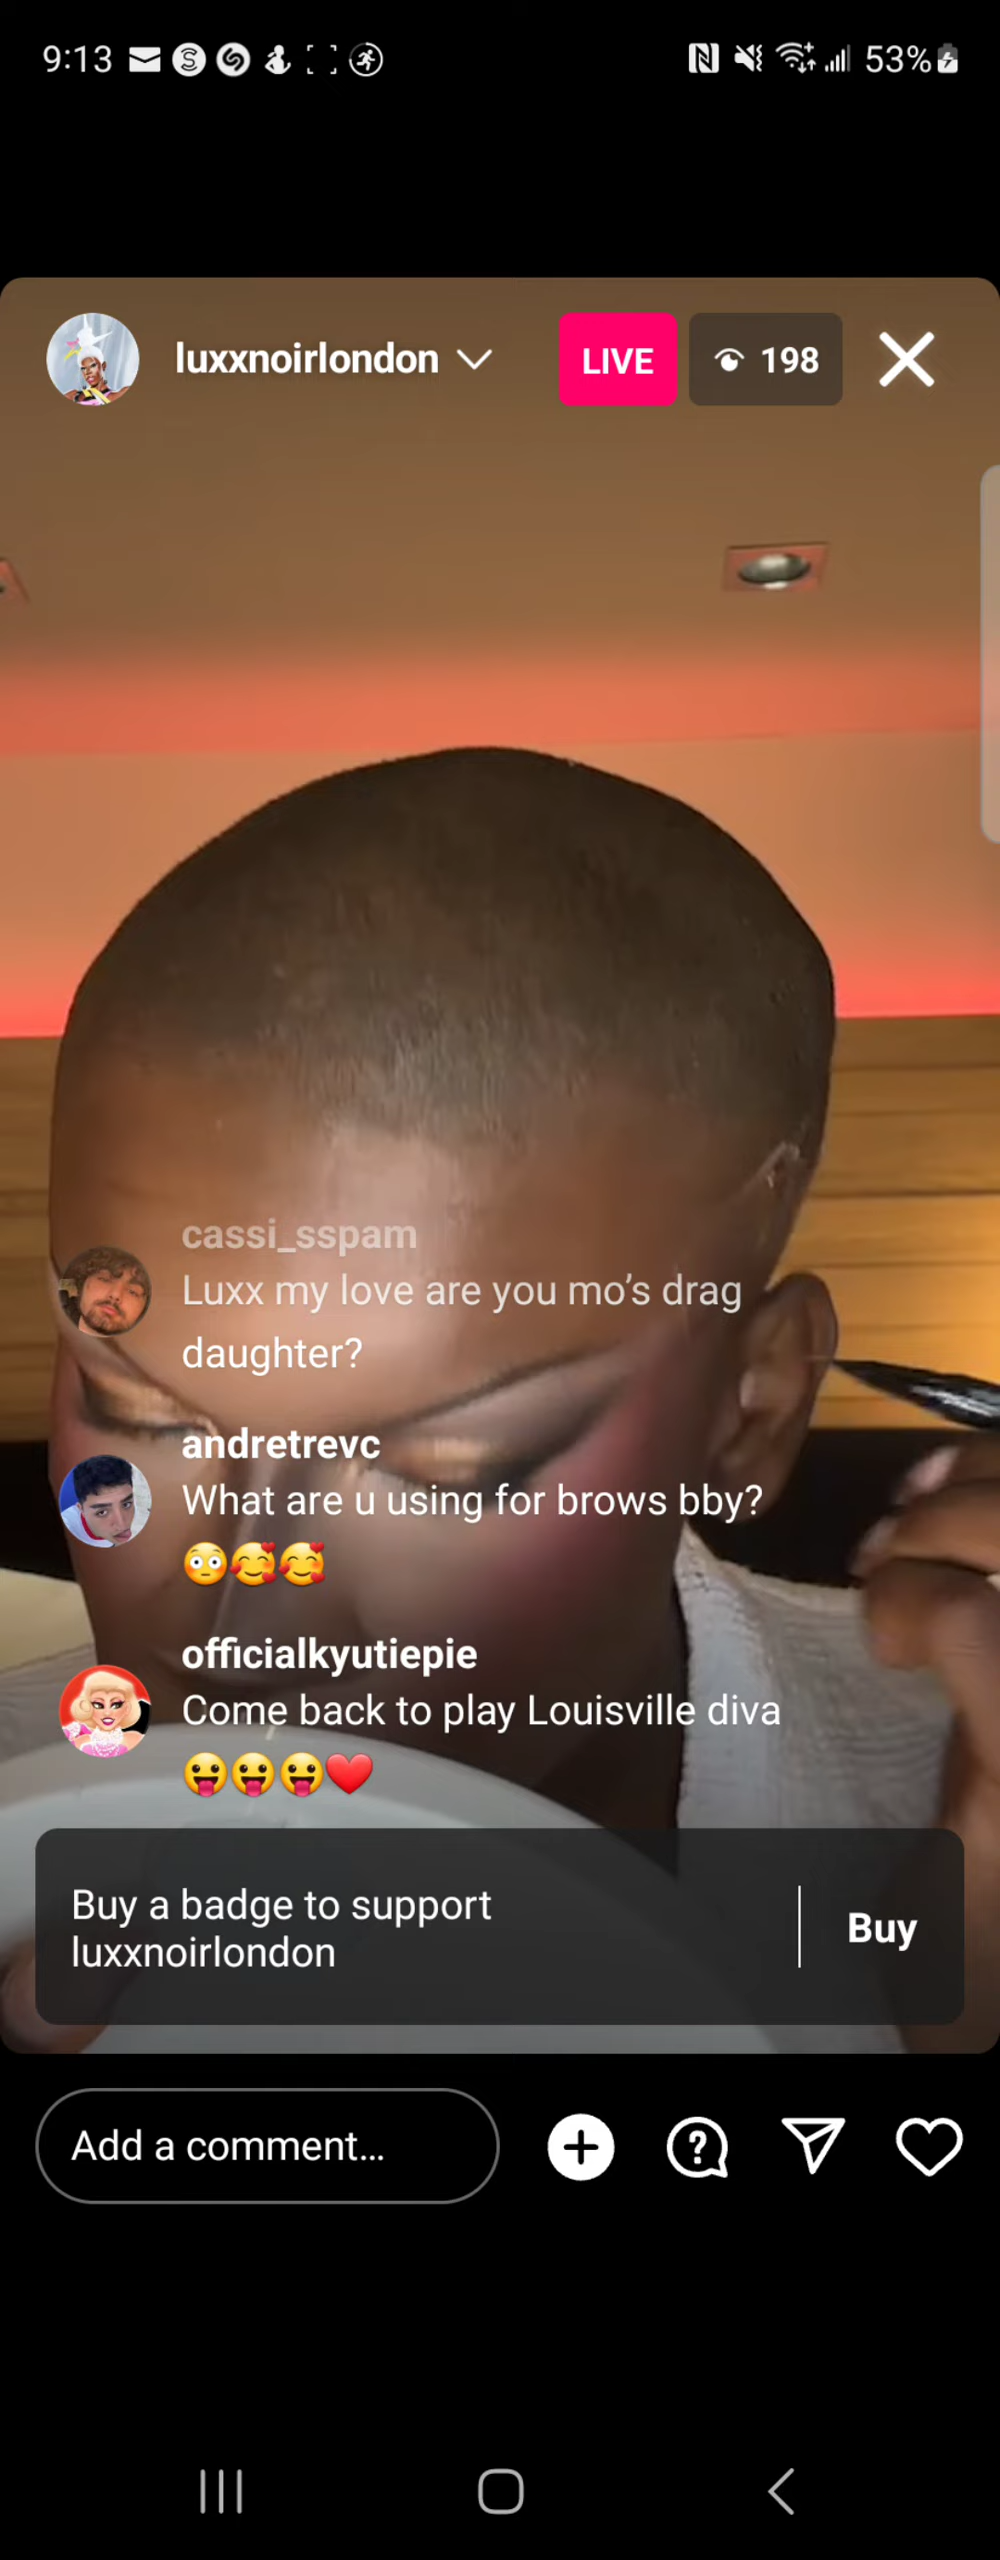 9:13
53%
luxxnoirlondon
LIVE
198
cassi_sspam
Luxx my love are you mo’s drag
daughter?
andretrevc
What are u using for brows bby?
😳🥰🥰
officialkyutiepie
Come back to play Louisville diva
😛😛😛❤️
Buy a badge to support
luxxnoirlondon
Buy
Add a comment...